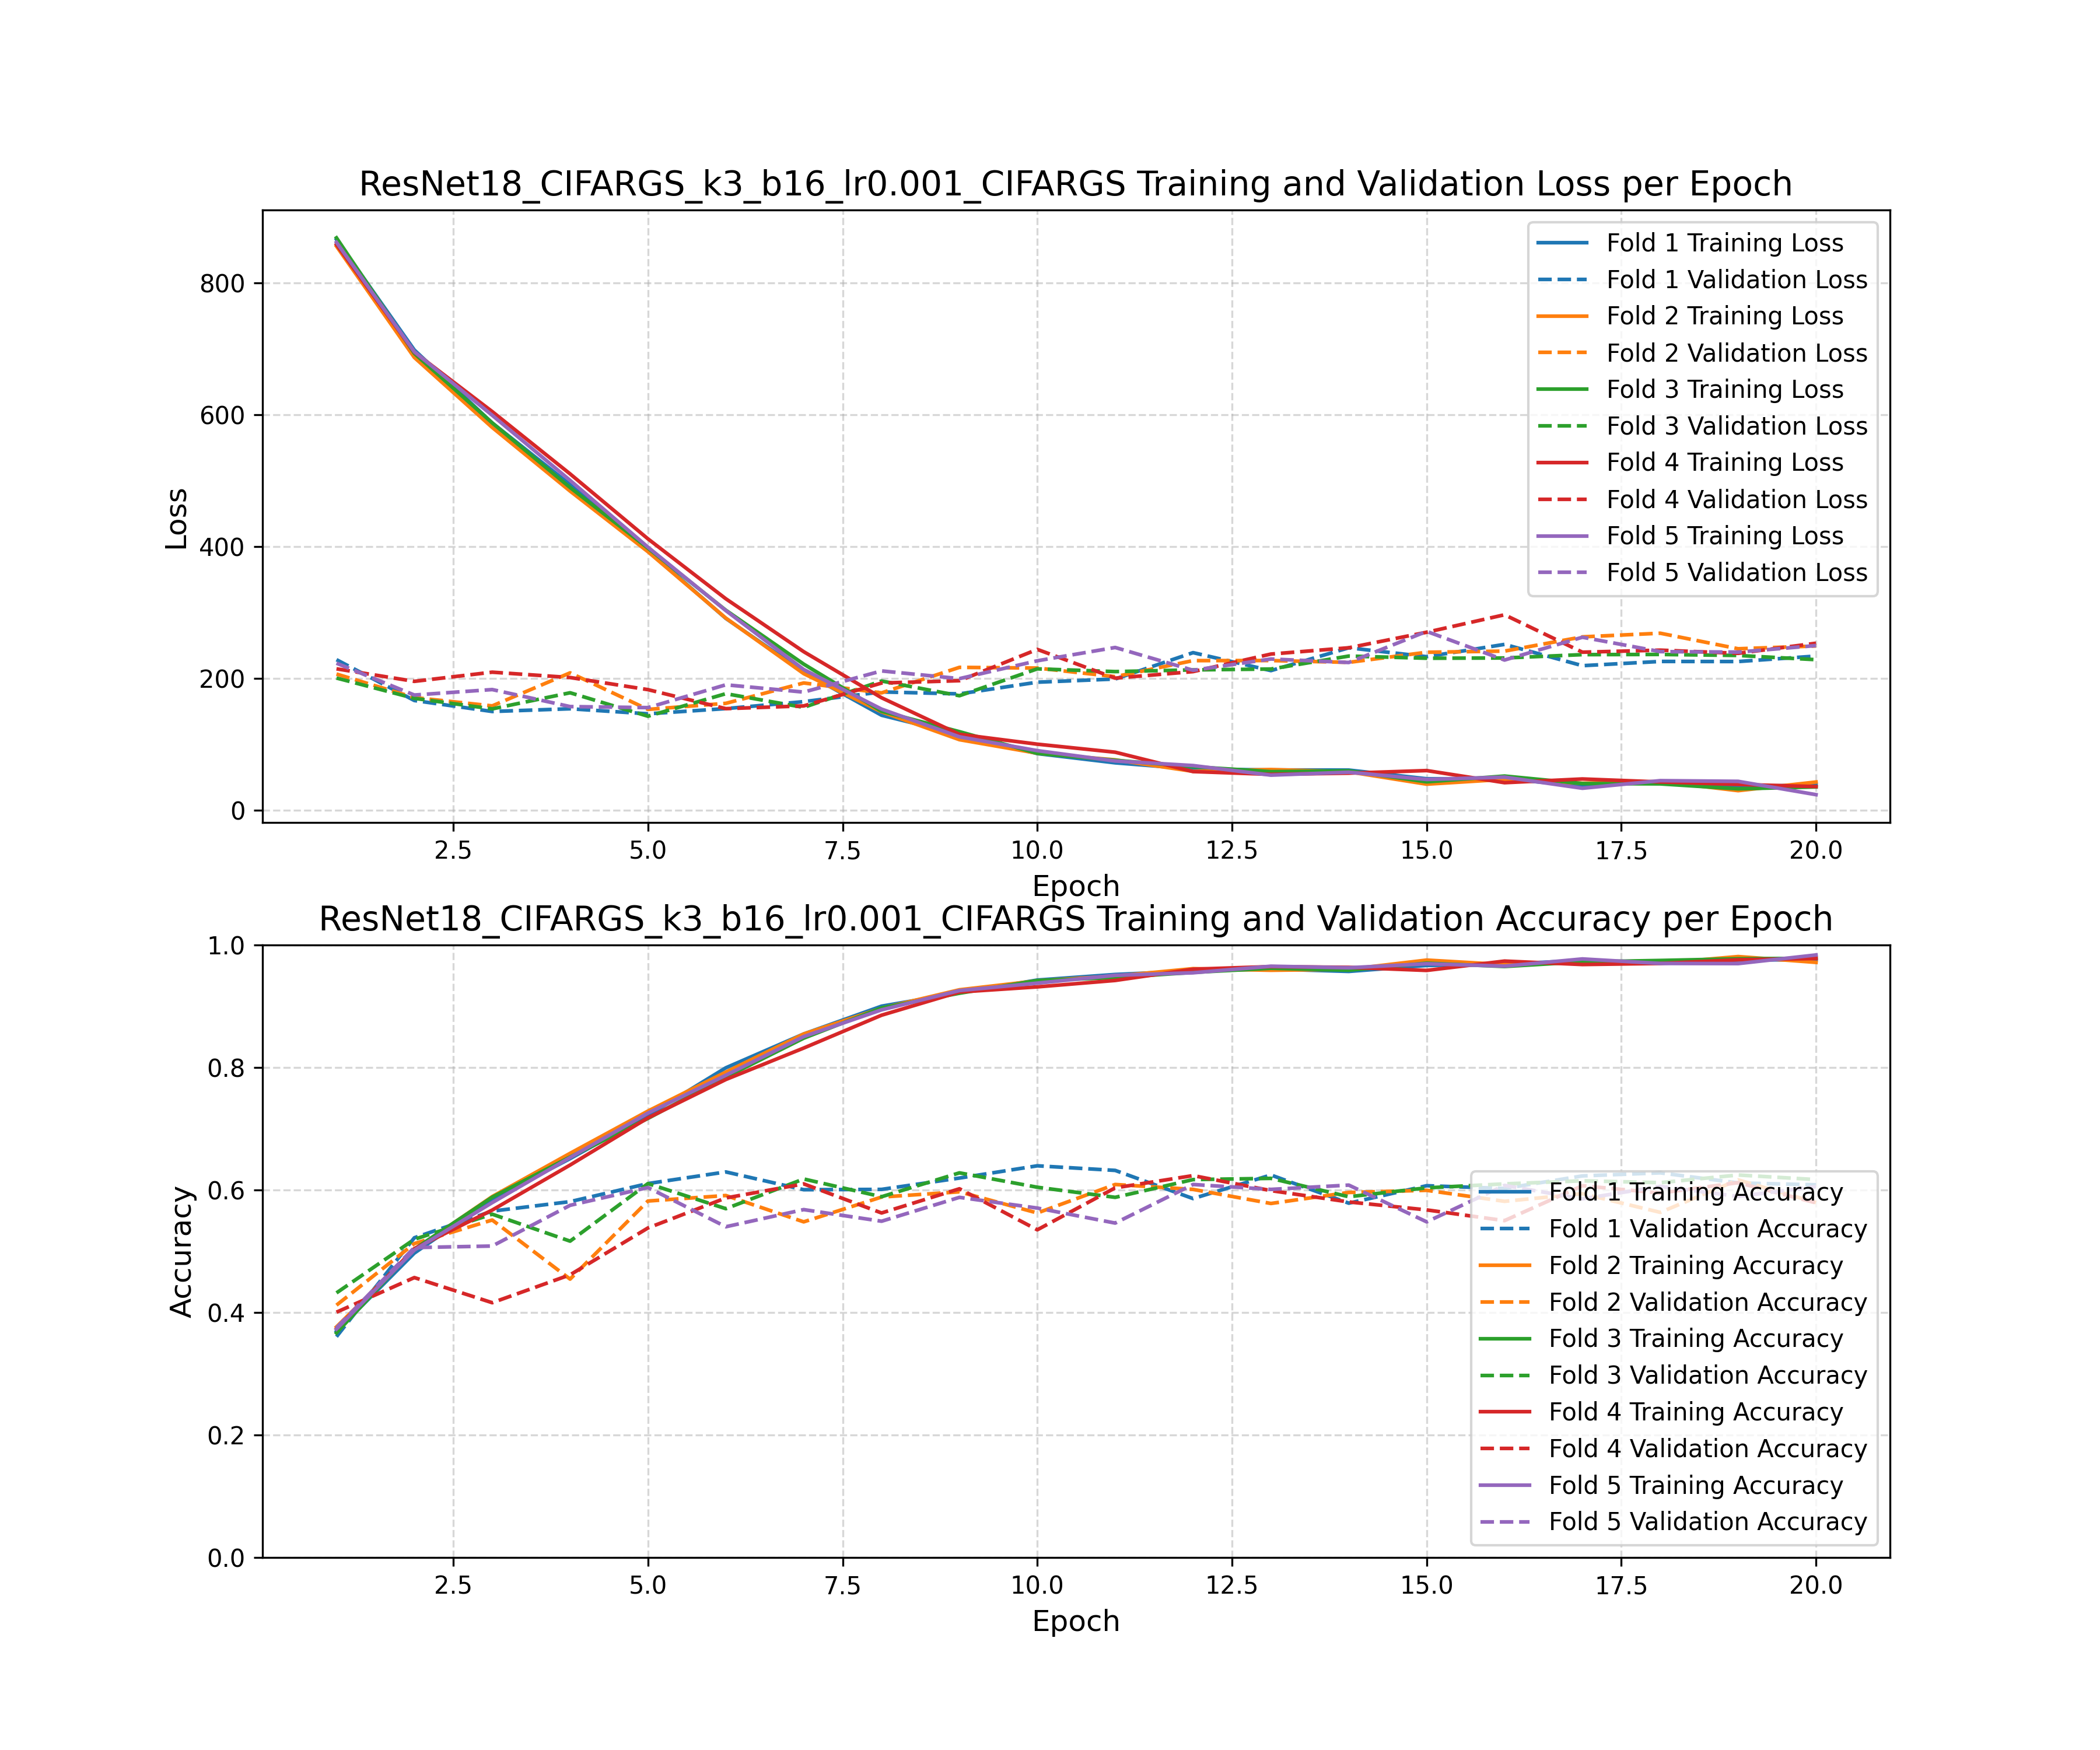 ResNet18_CIFARGS_k3_b16_lr0.001_CIFARGS Training and Validation Loss per Epoch
Loss
800
600
400
200
0
Fold 1 Training Loss
Fold 1 Validation Loss
Fold 2 Training Loss
Fold 2 Validation Loss
Fold 3 Training Loss
Fold 3 Validation Loss
Fold 4 Training Loss
Fold 4 Validation Loss
Fold 5 Training Loss
Fold 5 Validation Loss
2.5 5.0 7.5 10.0 12.5 15.0 17.5 20.0
Epoch
ResNet18_CIFARGS_k3_b16_lr0.001_CIFARGS Training and Validation Accuracy per Epoch
Accuracy
1.0
0.8
0.6
0.4
0.2
0.0
Fold 1 Training Accuracy
Fold 1 Validation Accuracy
Fold 2 Training Accuracy
Fold 2 Validation Accuracy
Fold 3 Training Accuracy
Fold 3 Validation Accuracy
Fold 4 Training Accuracy
Fold 4 Validation Accuracy
Fold 5 Training Accuracy
Fold 5 Validation Accuracy
2.5 5.0 7.5 10.0 12.5 15.0 17.5 20.0
Epoch